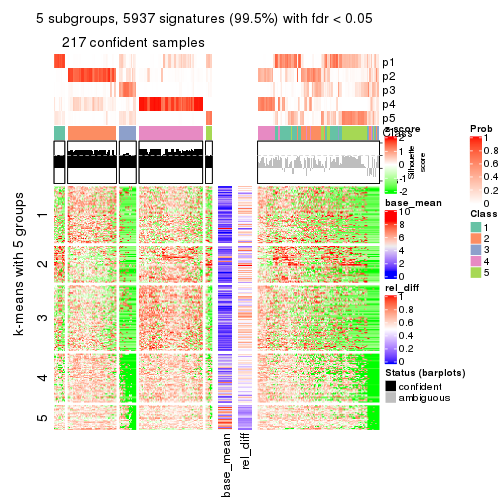 5 subgroups, 5937 signatures (99.5%) with fdr < 0.05
217 confident samples
p1
p2
p3
p4
p5
Class
z-score
2
1
0
-1
-2
Silhouette
score
k-means with 5 groups
1
2
3
4
5
base_mean
rel_diff
base_mean
10
8
6
4
2
0
rel_diff
1
0.8
0.6
0.4
0.2
0
Status (barplots)
confident
ambiguous
Prob
1
0.8
0.6
0.4
0.2
0
Class
1
2
3
4
5